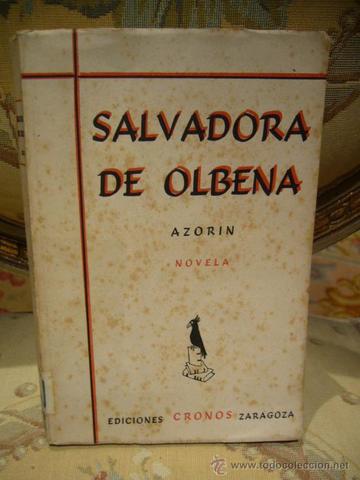 SALVADORA
DE OLBENA
AZORIN
NOVELA
EDICIONES CRONOS ZARAGOZA
www.todocoleccion.net